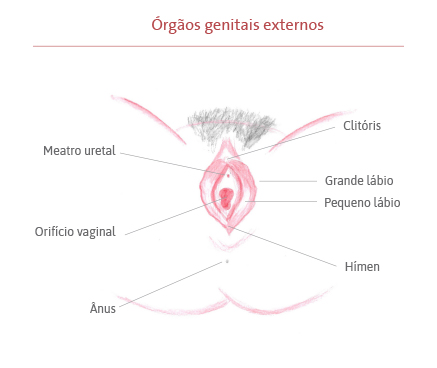 Órgãos genitais externos
Clitóris
Meatro uretal
Grande lábio
Pequeno lábio
Orifício vaginal
Hímen
Ânus